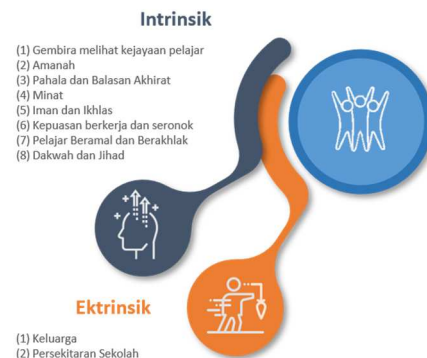 Intrinsik
(1) Gembira melihat kejayaan pelajar
(2) Amanah
(3) Pahala dan Balasan Akhirat
(4) Minat
(5) Iman dan Ikhlas
(6) Kepuasan berkerja dan seronok
(7) Pelajar Beramal dan Berakhlak
(8) Dakwah dan Jihad
Ektrinsik
(1) Keluarga
(2) Persekitaran Sekolah